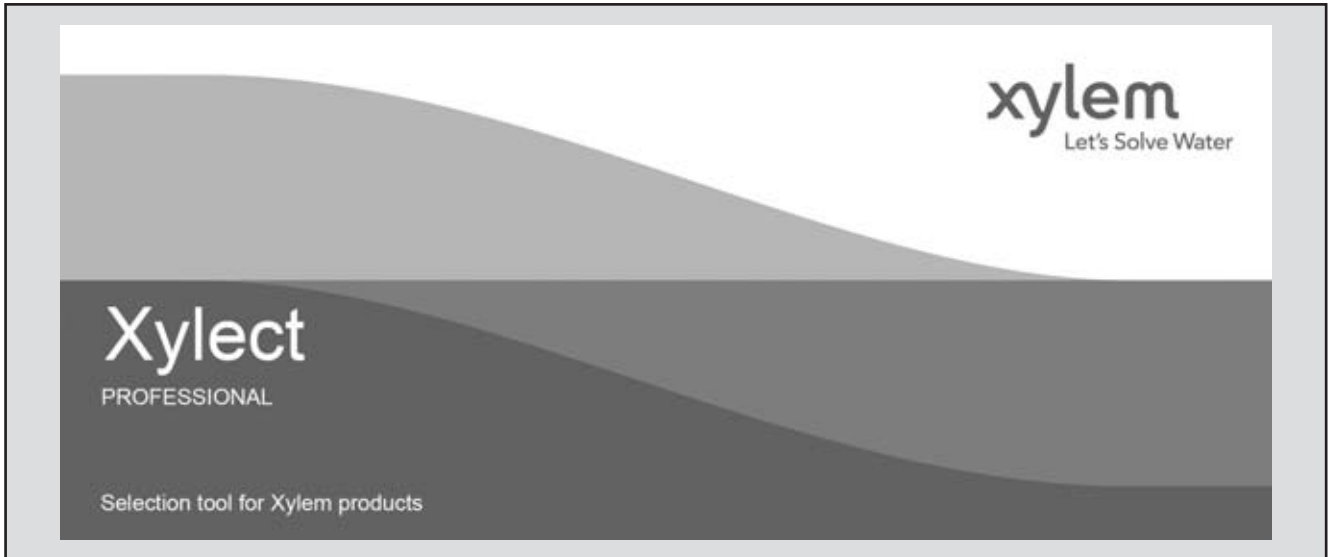 xylem
Let's Solve Water
Xylect
PROFESSIONAL
Selection tool for Xylem products